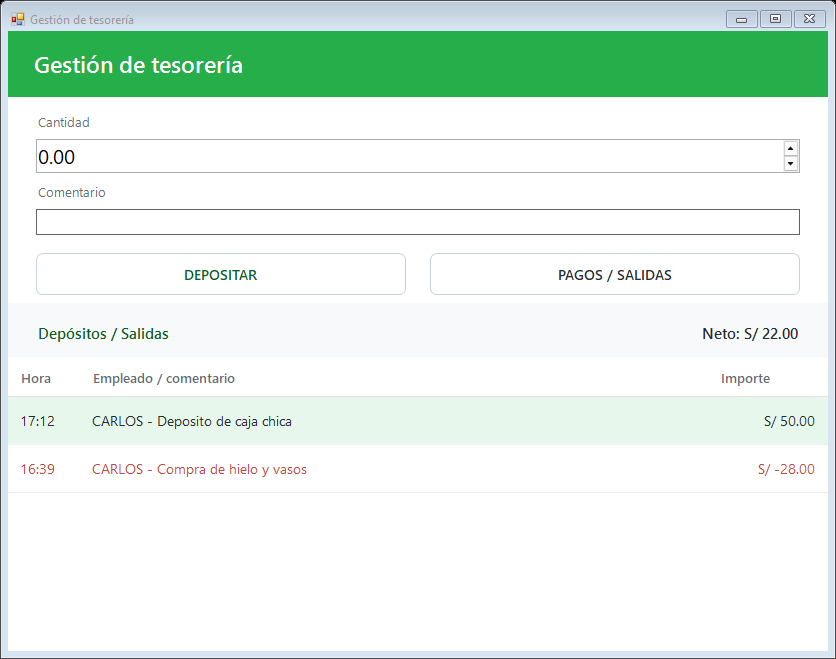 Gestión de tesorería
Gestión de tesorería
Cantidad
0.00
Comentario
DEPOSITAR PAGOS / SALIDAS
Depósitos / Salidas Neto: S/ 22.00
Hora Empleado / comentario Importe
17:12 CARLOS - Deposito de caja chica S/ 50.00
16:39 CARLOS - Compra de hielo y vasos S/ -28.00